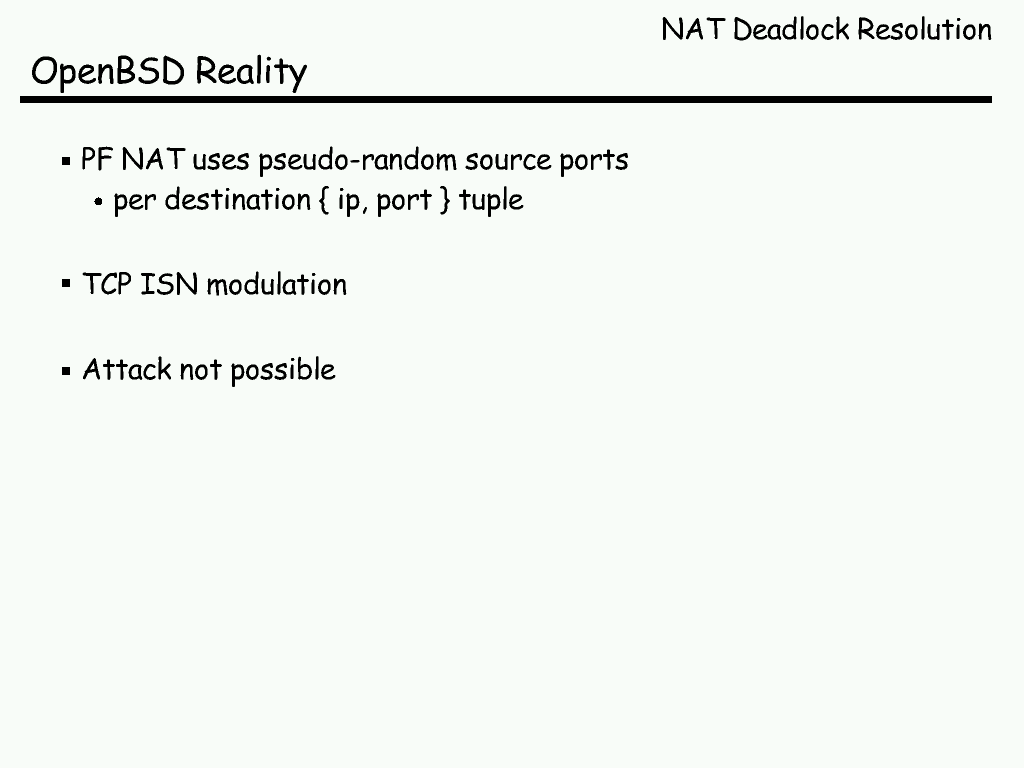 NAT Deadlock Resolution
OpenBSD Reality
▪ PF NAT uses pseudo-random source ports
• per destination { ip, port } tuple
▪ TCP ISN modulation
▪ Attack not possible